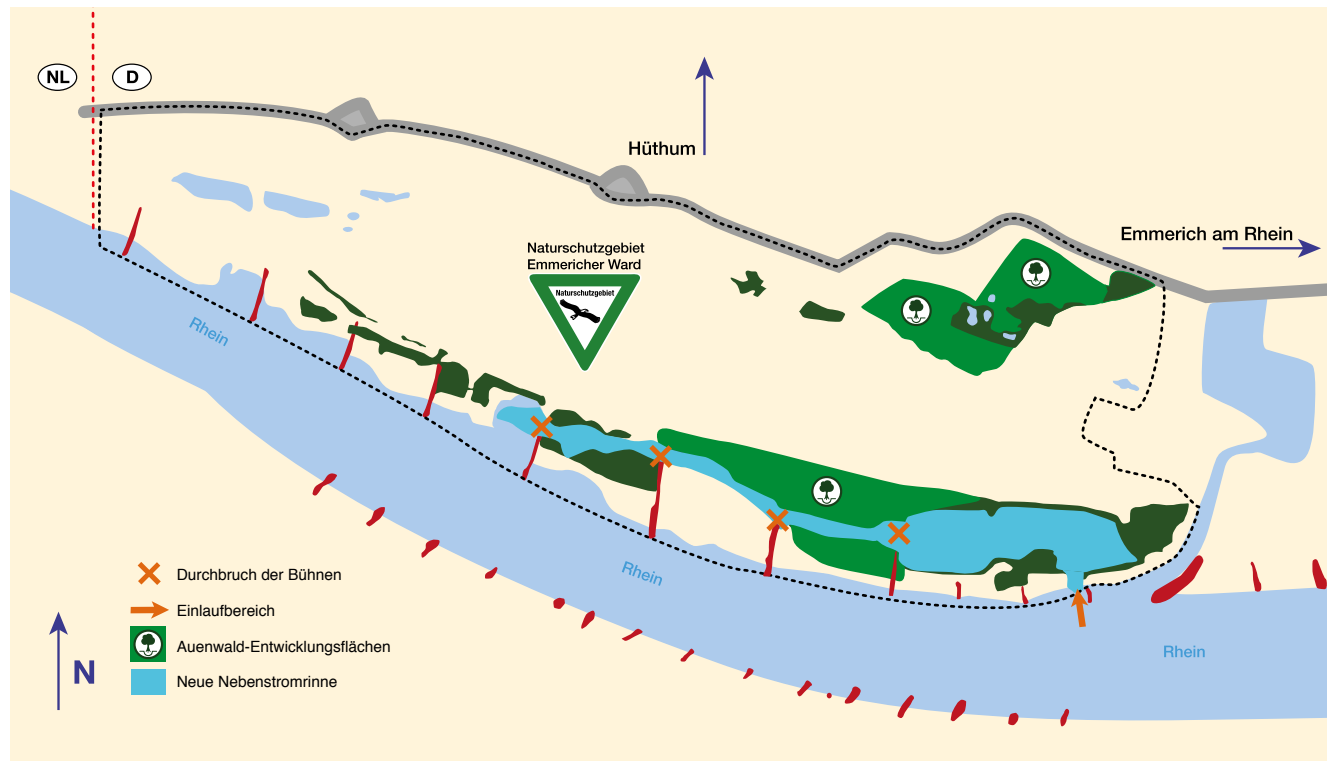 NL
D
Hüthum
Emmerich am Rhein
Naturschutzgebiet
Emmericher Ward
Naturschutzgebiet
Rhein
Rhein
Rhein
Durchbruch der Bühnen
Einlaufbereich
Auenwald-Entwicklungsflächen
Neue Nebenstromrinne
N